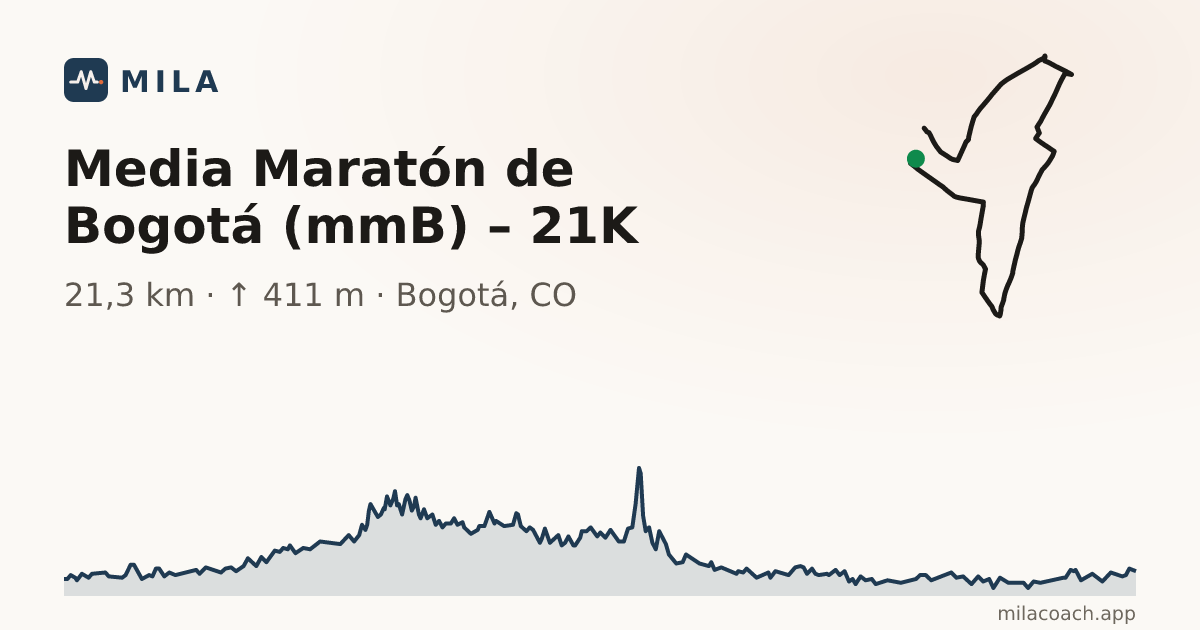 MILA
Media Maratón de
Bogotá (mmB) – 21K
21,3 km · ↑ 411 m · Bogotá, CO
milacoach.app